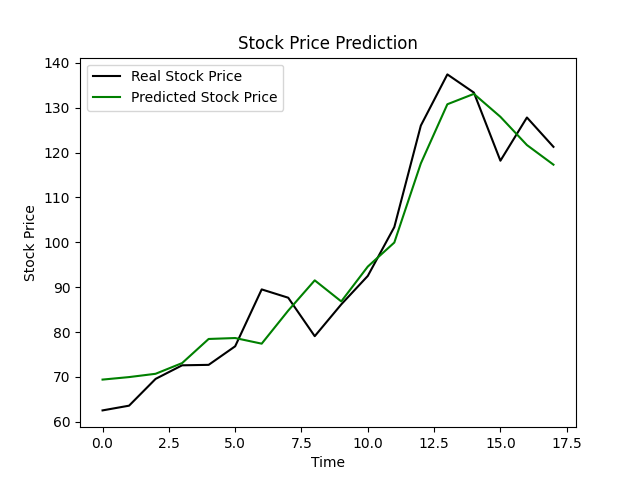 Stock Price Prediction
Real Stock Price
Predicted Stock Price
140
130
120
110
100
90
80
70
60
Stock Price
0.0 2.5 5.0 7.5 10.0 12.5 15.0 17.5
Time